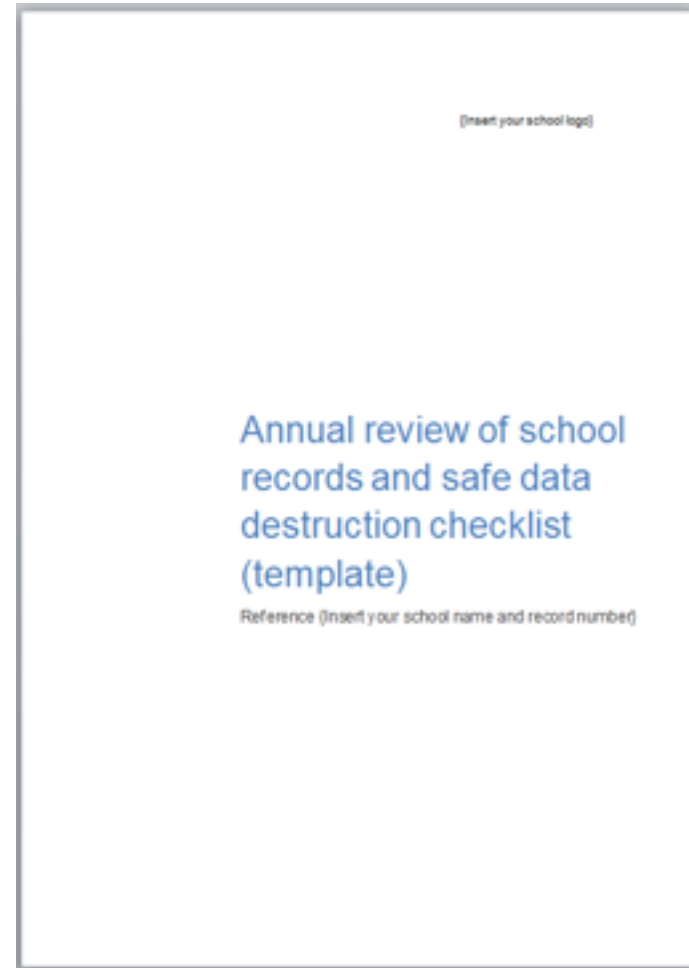 [Insert your school logo]
Annual review of school
records and safe data
destruction checklist
(template)
Reference (Insert your school name and record number)